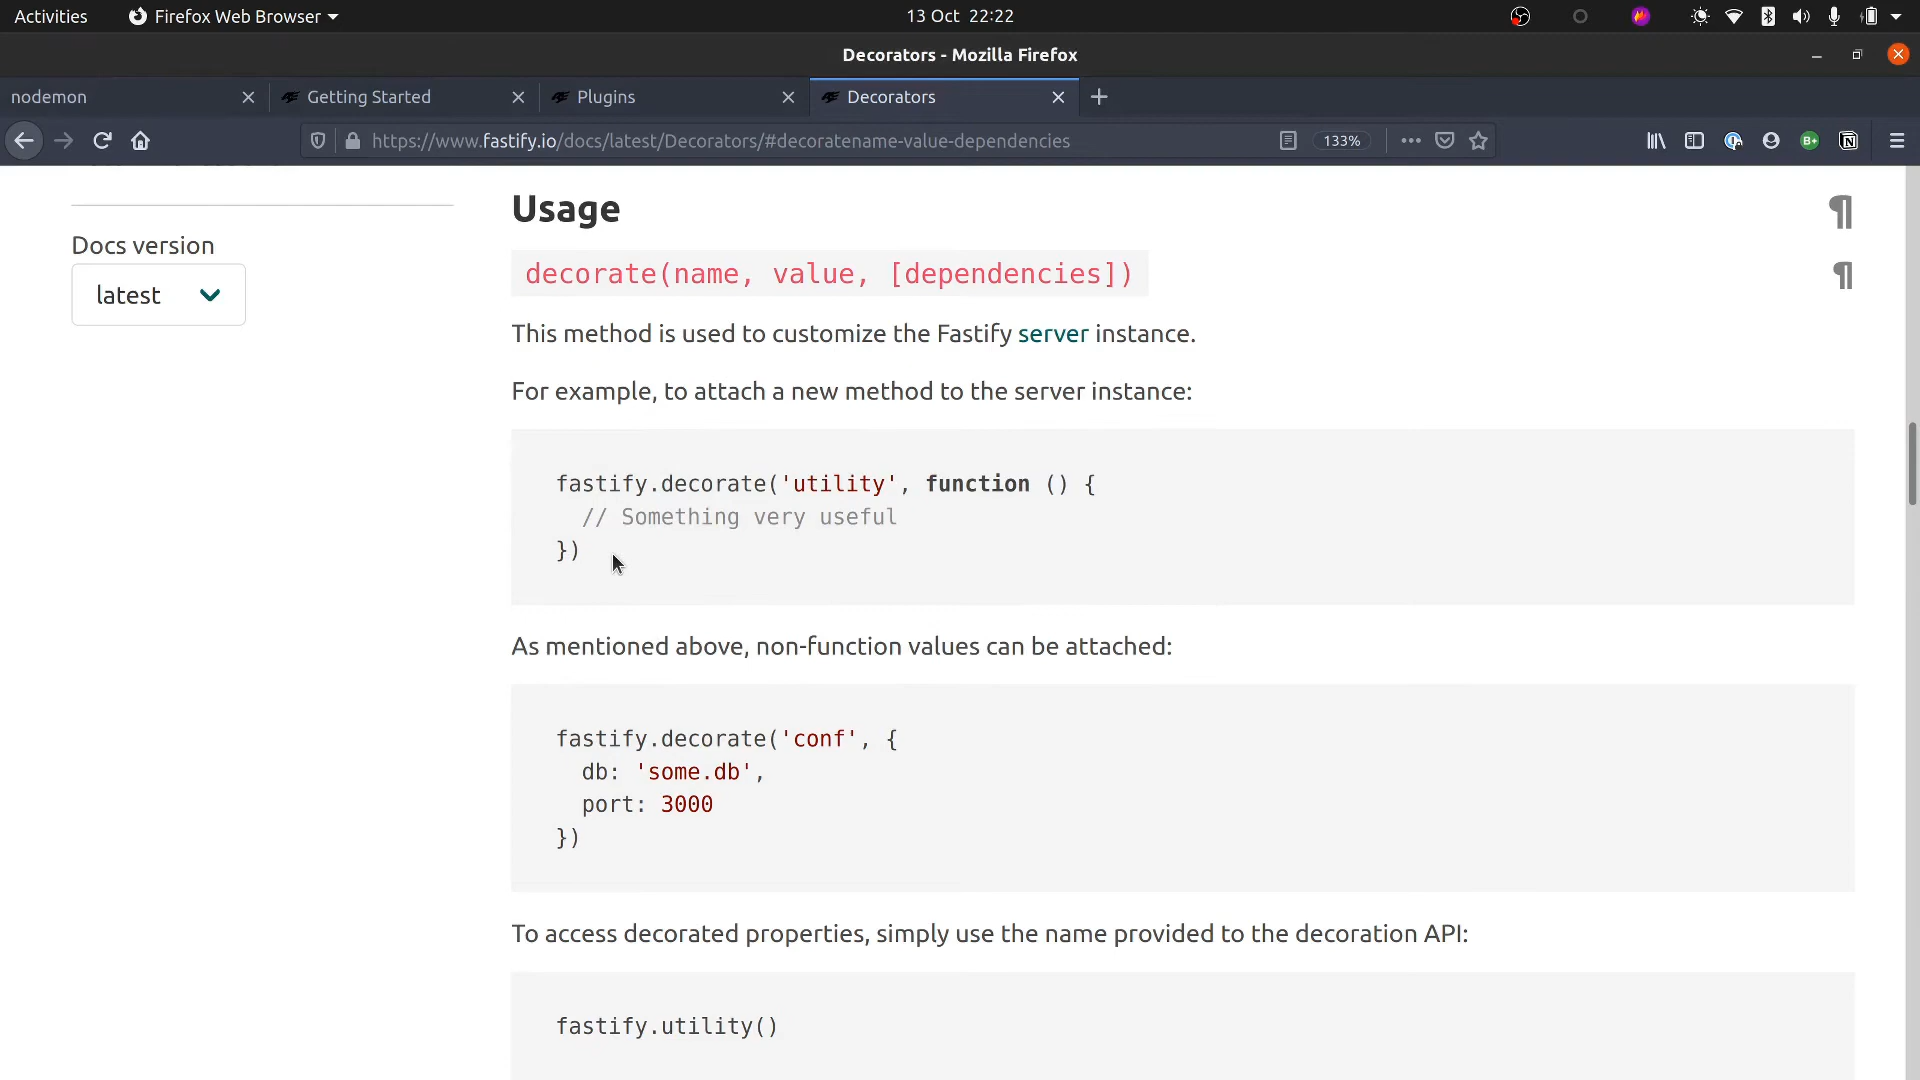 Activities Firefox Web Browser 13 Oct 22:22
Decorators - Mozilla Firefox
nodemon Getting Started Plugins Decorators
https://www.fastify.io/docs/latest/Decorators/#decoratename-value-dependencies 133%
Usage ¶
Docs version
latest
decorate(name, value, [dependencies]) ¶
This method is used to customize the Fastify server instance.
For example, to attach a new method to the server instance:
fastify.decorate('utility', function () {
// Something very useful
})
As mentioned above, non-function values can be attached:
fastify.decorate('conf', {
db: 'some.db',
port: 3000
})
To access decorated properties, simply use the name provided to the decoration API:
fastify.utility()